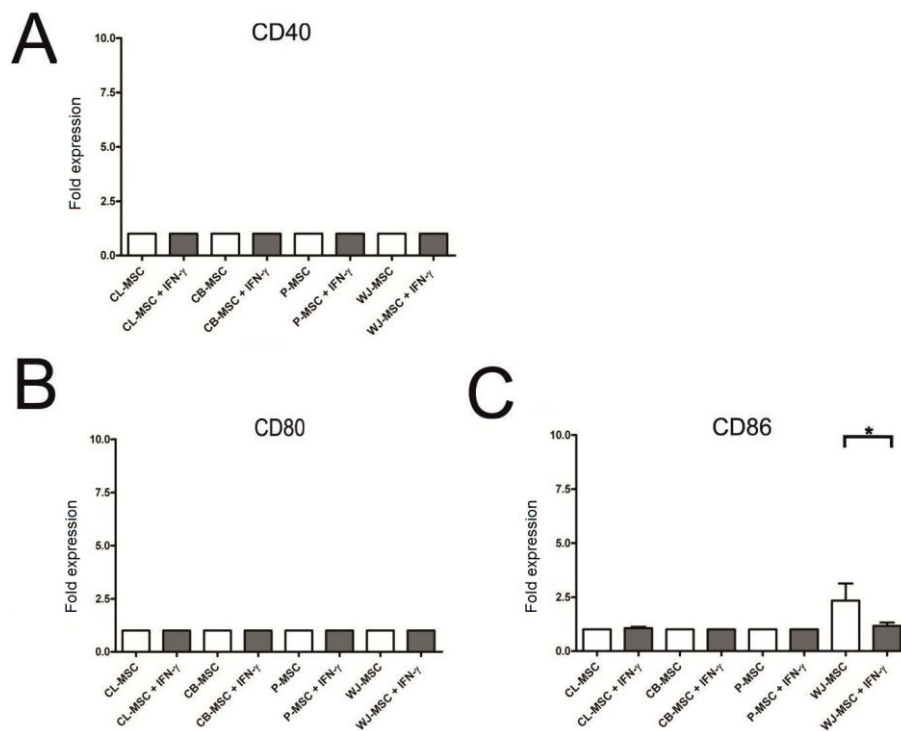 A
CD40
Fold expression
10.0
7.5
5.0
2.5
0.0
CL-MSC
CL-MSC + IFN-γ
CB-MSC
CB-MSC + IFN-γ
P-MSC
P-MSC + IFN-γ
WJ-MSC
WJ-MSC + IFN-γ
B
CD80
Fold expression
10.0
7.5
5.0
2.5
0.0
CL-MSC
CL-MSC + IFN-γ
CB-MSC
CB-MSC + IFN-γ
P-MSC
P-MSC + IFN-γ
WJ-MSC
WJ-MSC + IFN-γ
C
CD86
*
Fold expression
10.0
7.5
5.0
2.5
0.0
CL-MSC
CL-MSC + IFN-γ
CB-MSC
CB-MSC + IFN-γ
P-MSC
P-MSC + IFN-γ
WJ-MSC
WJ-MSC + IFN-γ